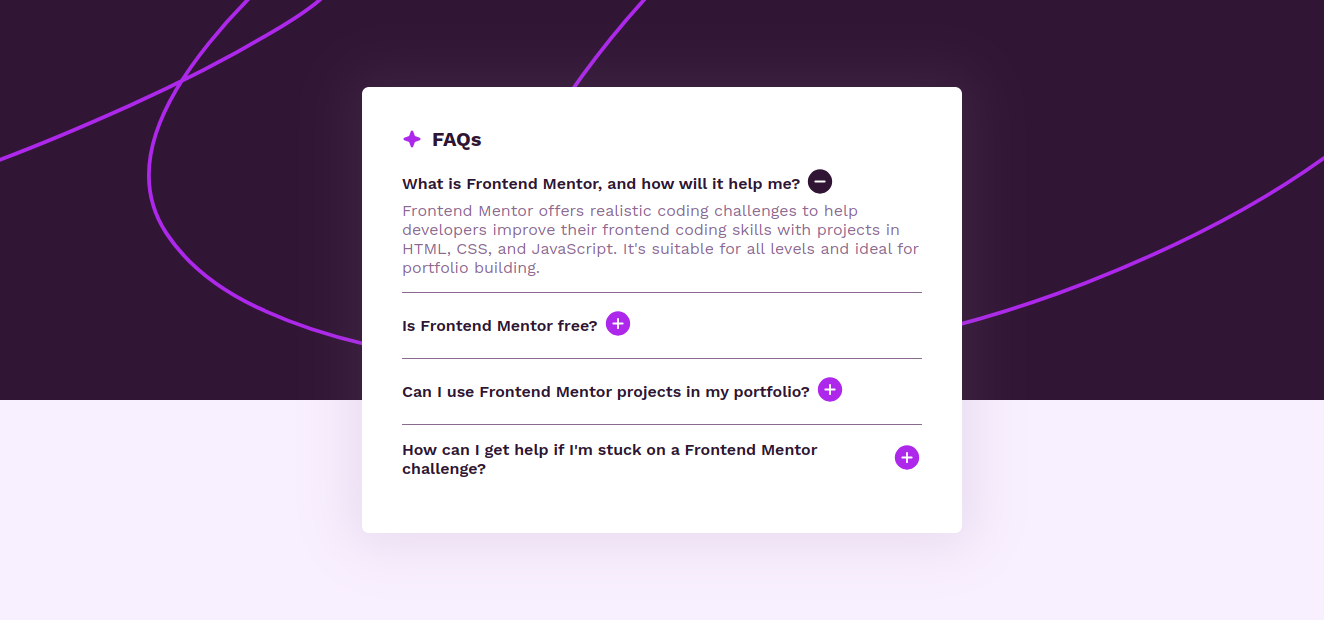 FAQs
What is Frontend Mentor, and how will it help me?
Frontend Mentor offers realistic coding challenges to help
developers improve their frontend coding skills with projects in
HTML, CSS, and JavaScript. It's suitable for all levels and ideal for
portfolio building.
Is Frontend Mentor free?
Can I use Frontend Mentor projects in my portfolio?
How can I get help if I'm stuck on a Frontend Mentor
challenge?